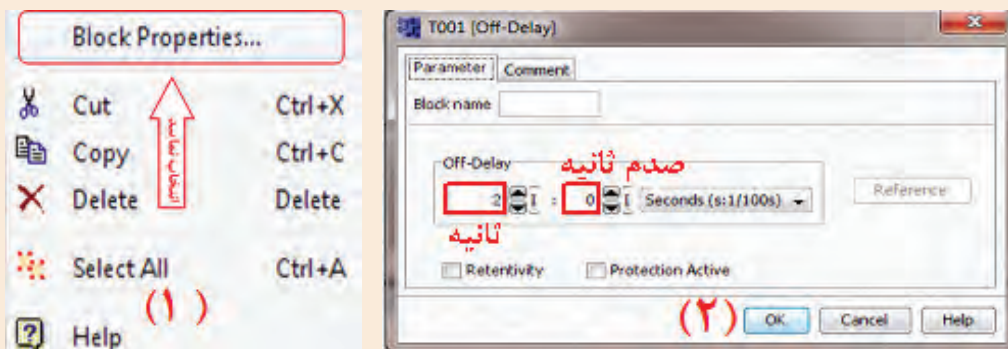 Block Properties...
Cut Ctrl+X
Copy Ctrl+C
Delete Delete
Select All Ctrl+A
Help
انتخاب نمایید
(۱)
T001 [Off-Delay]
Parameter Comment
Block name
Off-Delay
صدم ثانیه
2 : 0 Seconds (s:1/100s)
Reference
ثانیه
Retentivity Protection Active
(۲)
OK Cancel Help